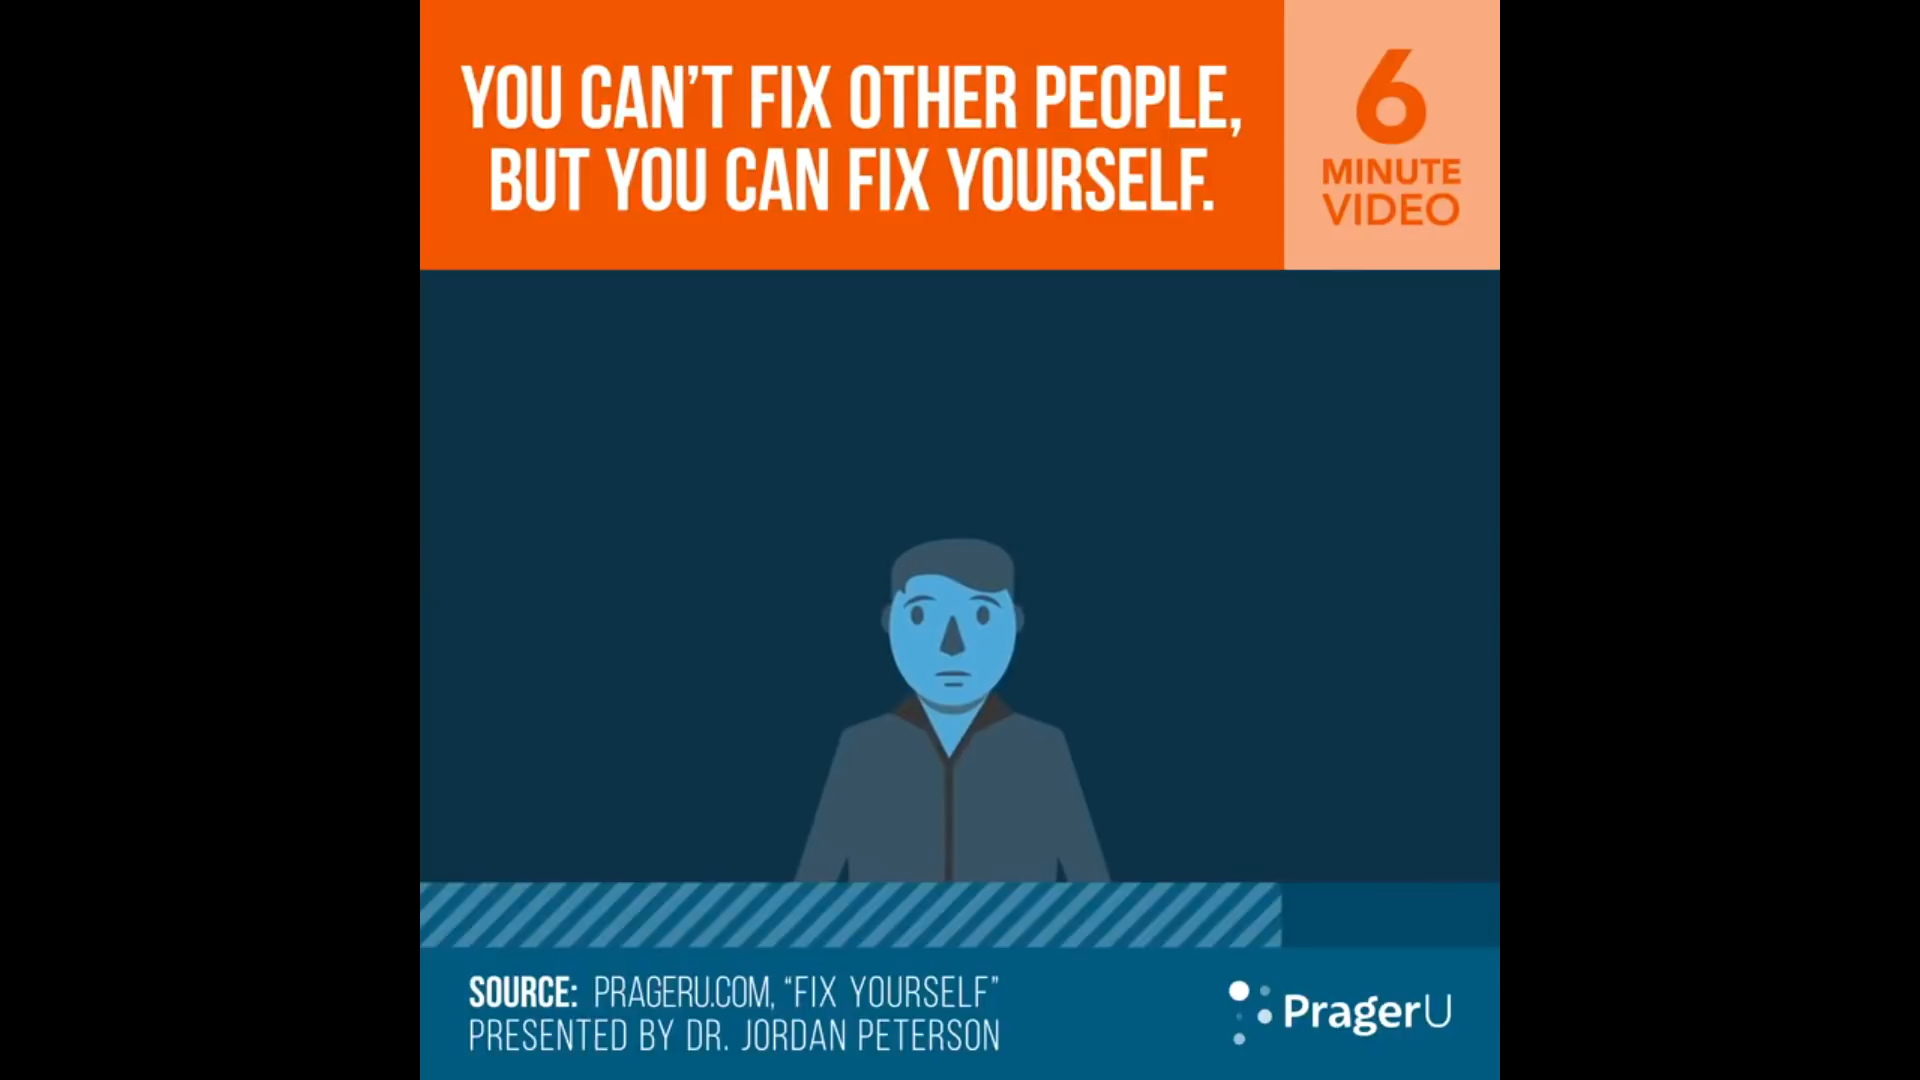 YOU CAN'T FIX OTHER PEOPLE,
BUT YOU CAN FIX YOURSELF.
6
MINUTE
VIDEO
SOURCE: PRAGERU.COM, “FIX YOURSELF”
PRESENTED BY DR. JORDAN PETERSON
PragerU